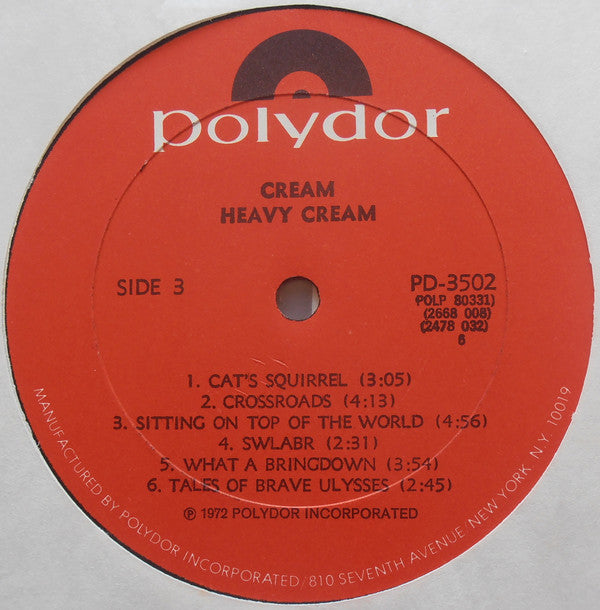 polydor
CREAM
HEAVY CREAM
SIDE 3
PD-3502
(POLP 80331)
(2668 008)
(2478 032)
6
1. CAT'S SQUIRREL (3:05)
2. CROSSROADS (4:13)
3. SITTING ON TOP OF THE WORLD (4:56)
4. SWLABR (2:31)
5. WHAT A BRINGDOWN (3:54)
6. TALES OF BRAVE ULYSSES (2:45)
℗ 1972 POLYDOR INCORPORATED
MANUFACTURED BY POLYDOR INCORPORATED/810 SEVENTH AVENUE/NEW YORK, N.Y. 10019